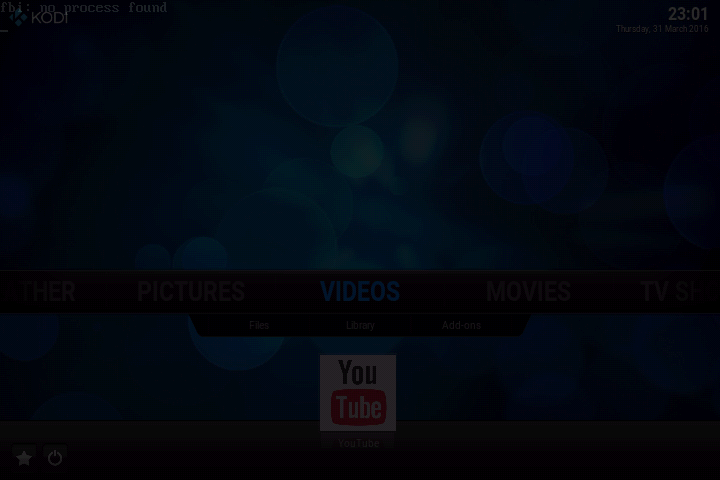 fbi: no process found
KODI
23:01
Thursday, 31 March 2016
THER PICTURES VIDEOS MOVIES TV SH
Files Library Add-ons
You
Tube
YouTube